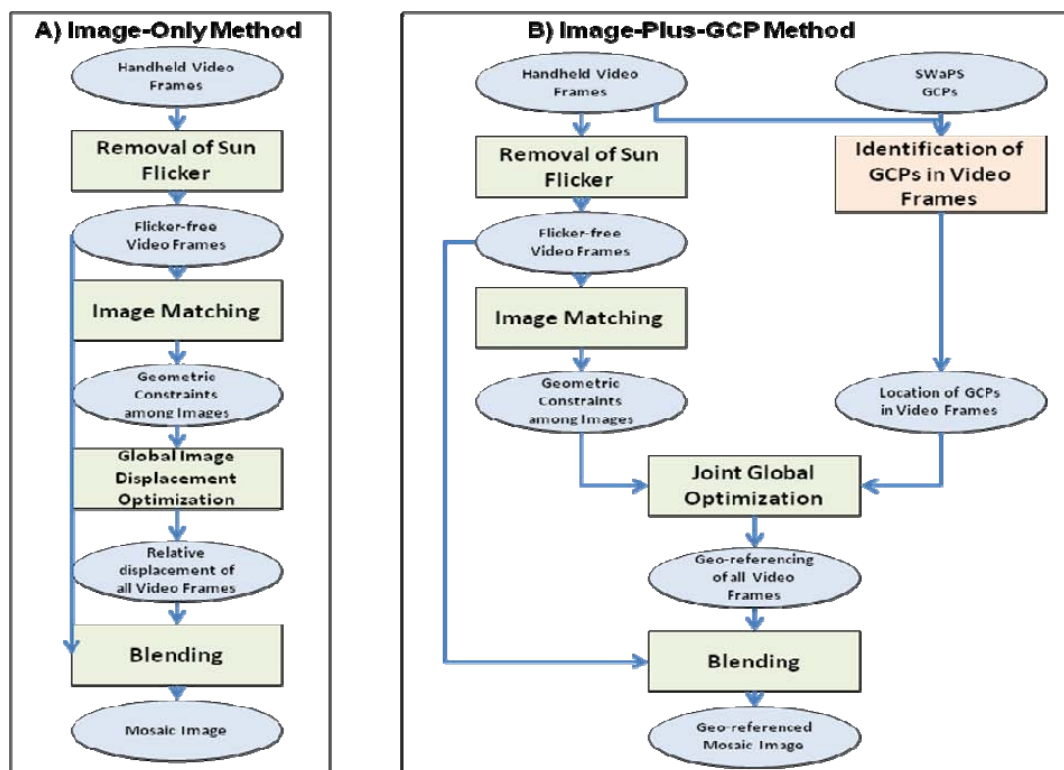 A) Image-Only Method
Handheld Video
Frames
Removal of Sun
Flicker
Flicker-free
Video Frames
Image Matching
Geometric
Constraints
among Images
Global Image
Displacement
Optimization
Relative
displacement of
all Video Frames
Blending
Mosaic Image
B) Image-Plus-GCP Method
Handheld Video
Frames
SWaPS
GCPs
Removal of Sun
Flicker
Identification of
GCPs in Video
Frames
Flicker-free
Video Frames
Image Matching
Geometric
Constraints
among Images
Location of GCPs
in Video Frames
Joint Global
Optimization
Geo-referencing
of all Video
Frames
Blending
Geo-referenced
Mosaic Image